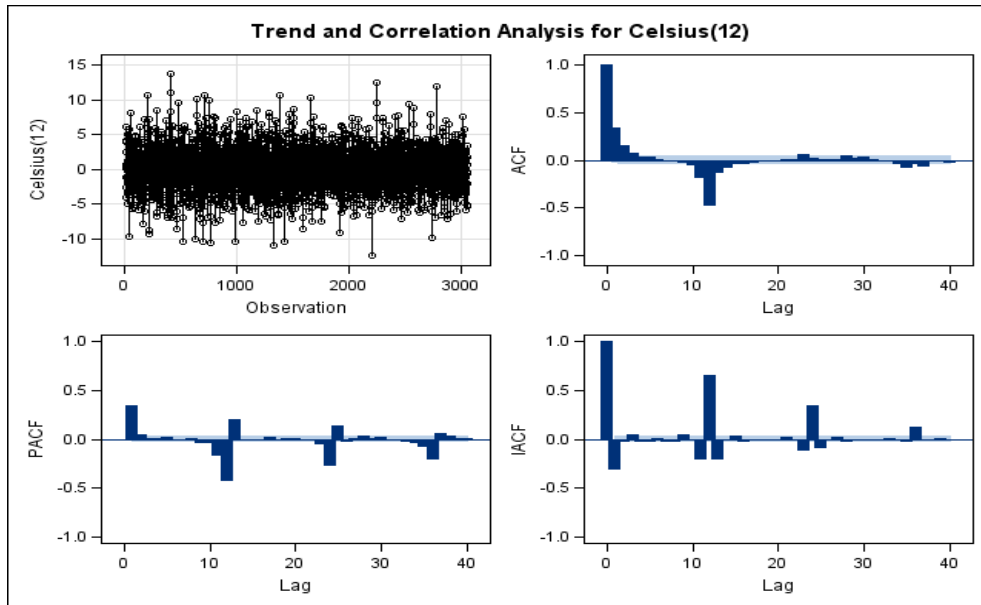 Trend and Correlation Analysis for Celsius(12)
15
10
5
0
-5
-10
Celsius(12)
0 1000 2000 3000
Observation
1.0
0.5
0.0
-0.5
-1.0
ACF
0 10 20 30 40
Lag
1.0
0.5
0.0
-0.5
-1.0
PACF
0 10 20 30 40
Lag
1.0
0.5
0.0
-0.5
-1.0
IACF
0 10 20 30 40
Lag